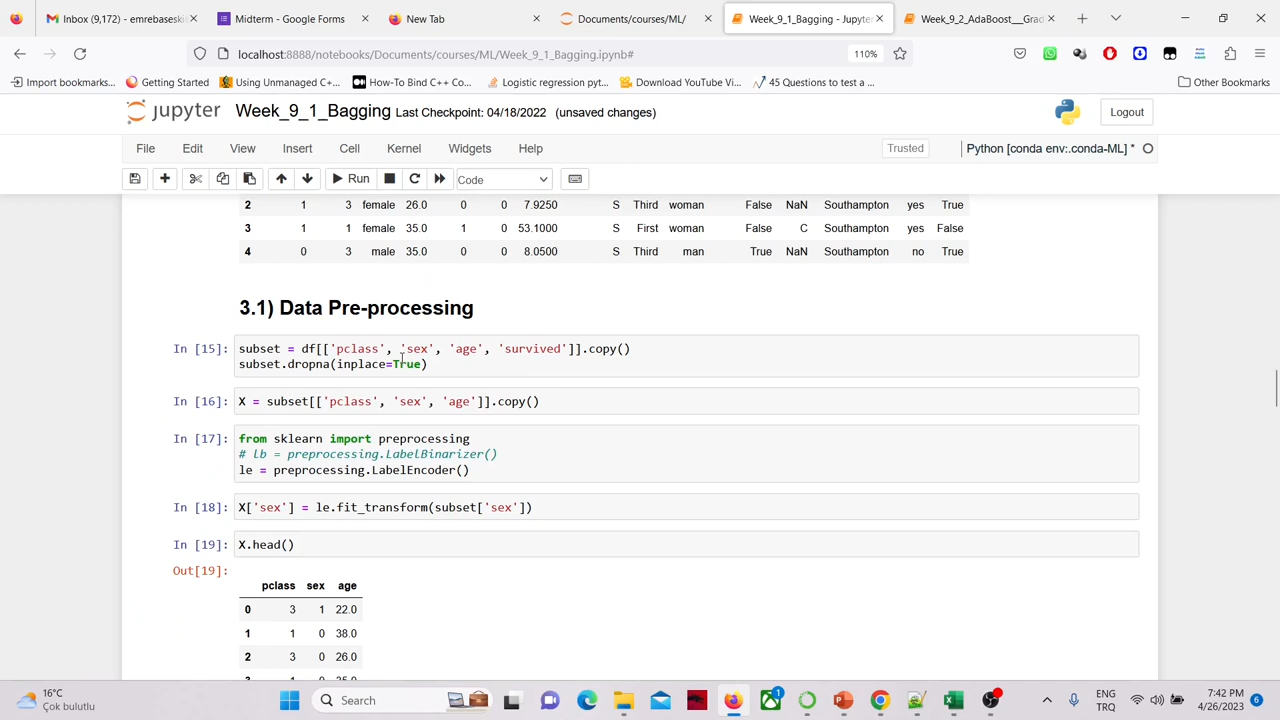 Inbox (9,172) – emrebaseski
Midterm - Google Forms
New Tab
Documents/courses/ML/
Week_9_1_Bagging - Jupyter
Week_9_2_AdaBoost__Grad
localhost:8888/notebooks/Documents/courses/ML/Week_9_1_Bagging.ipynb#
110%
Import bookmarks...
Getting Started
Using Unmanaged C++...
How-To Bind C++ Co...
Logistic regression pyt...
Download YouTube Vi...
45 Questions to test a ...
Other Bookmarks
jupyter Week_9_1_Bagging Last Checkpoint: 04/18/2022 (unsaved changes)
Logout
File Edit View Insert Cell Kernel Widgets Help
Trusted
Python [conda env:.conda-ML] *
Run
Code
2 1 3 female 26.0 0 0 7.9250 S Third woman False NaN Southampton yes True
3 1 1 female 35.0 1 0 53.1000 S First woman False C Southampton yes False
4 0 3 male 35.0 0 0 8.0500 S Third man True NaN Southampton no True
3.1) Data Pre-processing
In [15]: subset = df[['pclass', 'sex', 'age', 'survived']].copy()
subset.dropna(inplace=True)
In [16]: X = subset[['pclass', 'sex', 'age']].copy()
In [17]: from sklearn import preprocessing
# lb = preprocessing.LabelBinarizer()
le = preprocessing.LabelEncoder()
In [18]: X['sex'] = le.fit_transform(subset['sex'])
In [19]: X.head()
Out[19]:
pclass sex age
0 3 1 22.0
1 1 0 38.0
2 3 0 26.0
16°C
Çok bulutlu
Search
1
ENG
TRQ
7:42 PM
4/26/2023
6